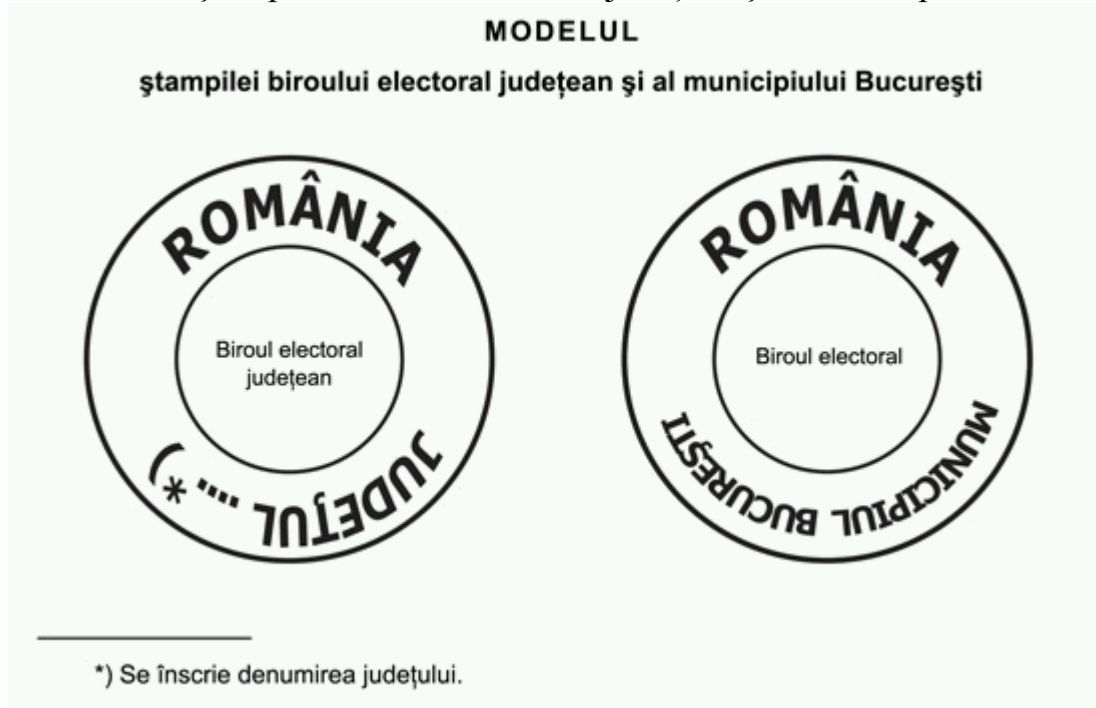 MODELUL
ştampilei biroului electoral judeţean şi al municipiului Bucureşti
ROMÂNIA
Biroul electoral
judeţean
JUDEŢUL ....*)
ROMÂNIA
Biroul electoral
MUNICIPIUL BUCUREŞTI
*) Se înscrie denumirea judeţului.